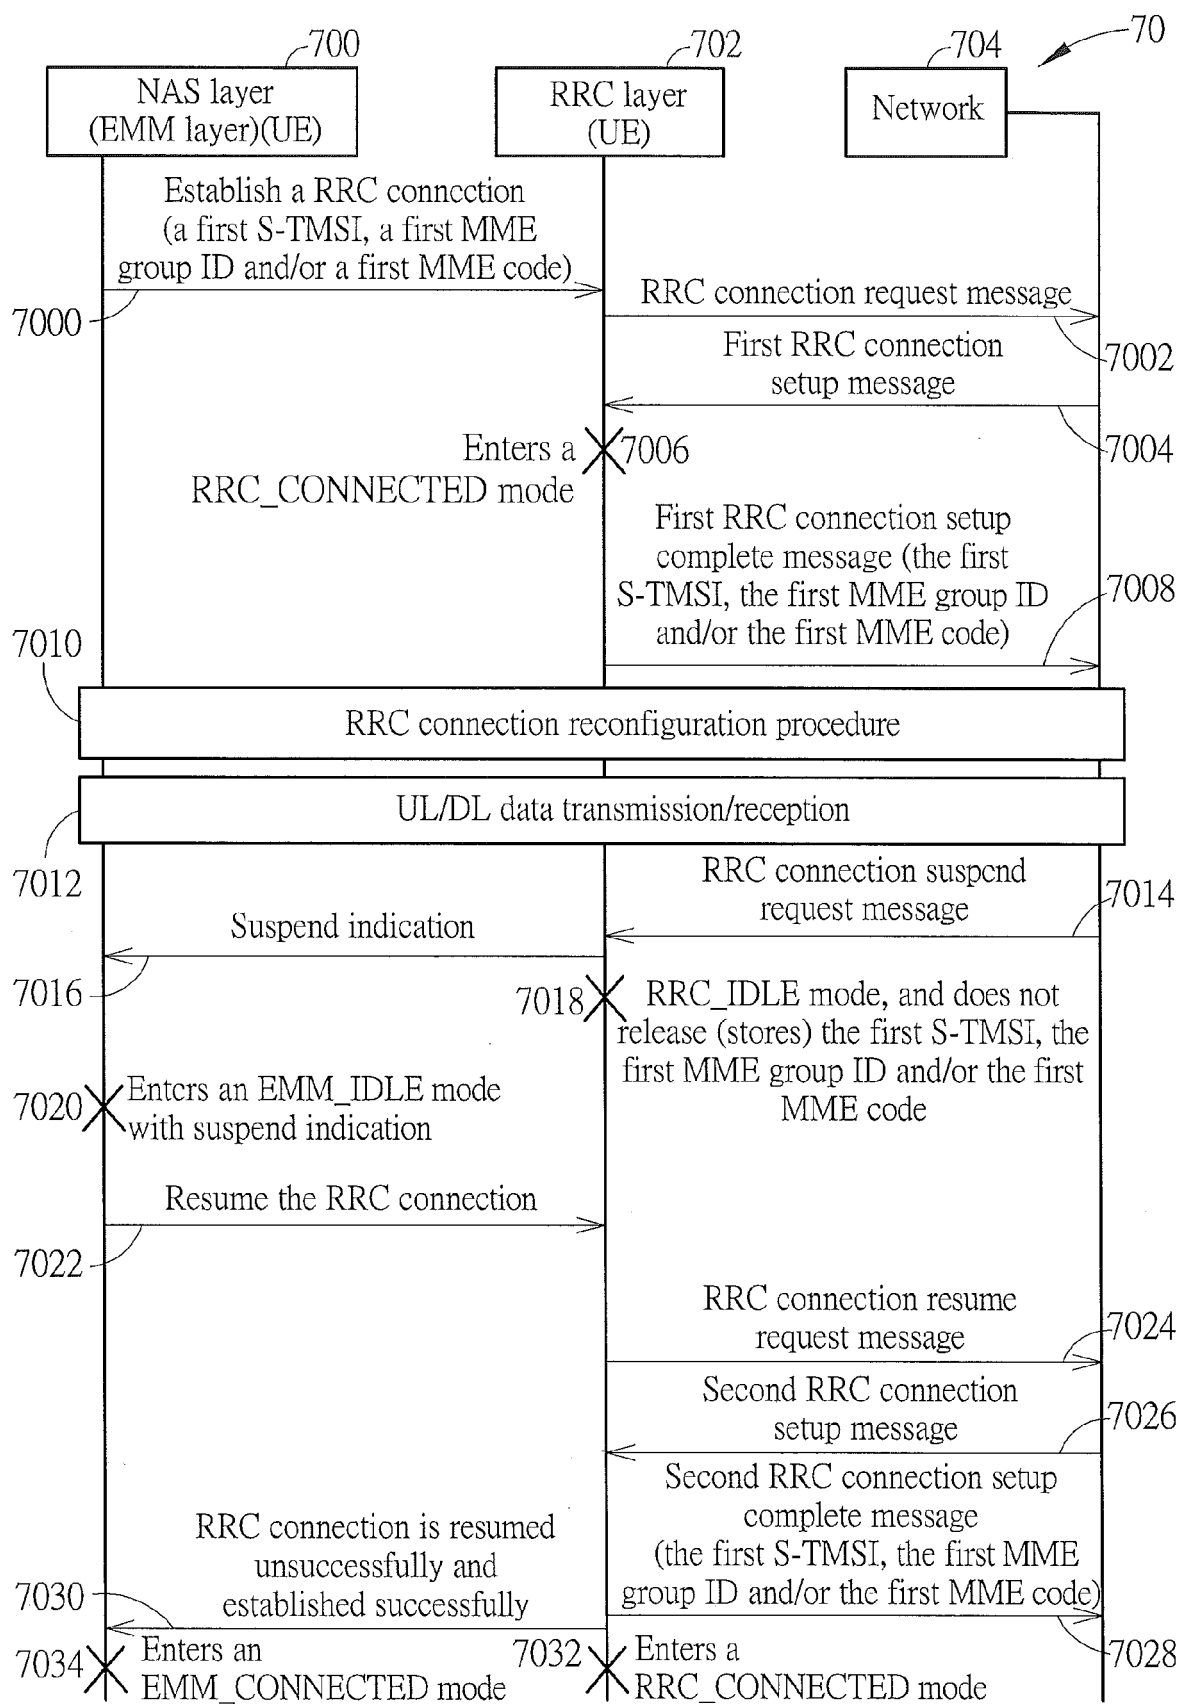 700
702
704
70
NAS layer
(EMM layer)(UE)
RRC layer
(UE)
Network
Establish a RRC connection
(a first S-TMSI, a first MME
group ID and/or a first MME code)
7000
RRC connection request message
7002
First RRC connection
setup message
7004
Enters a
RRC_CONNECTED mode
7006
First RRC connection setup
complete message (the first
S-TMSI, the first MME group ID
and/or the first MME code)
7008
7010
RRC connection reconfiguration procedure
UL/DL data transmission/reception
7012
RRC connection suspend
request message
7014
Suspend indication
7016
7018
RRC_IDLE mode, and does not
release (stores) the first S-TMSI, the
first MME group ID and/or the first
MME code
7020
Enters an EMM_IDLE mode
with suspend indication
Resume the RRC connection
7022
RRC connection resume
request message
7024
Second RRC connection
setup message
7026
Second RRC connection setup
complete message
(the first S-TMSI, the first MME
group ID and/or the first MME code)
7028
RRC connection is resumed
unsuccessfully and
established successfully
7030
7034
Enters an
EMM_CONNECTED mode
7032
Enters a
RRC_CONNECTED mode